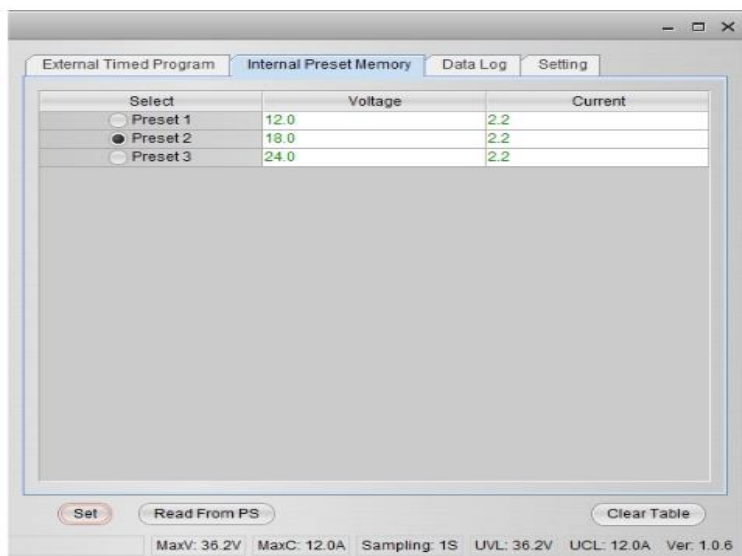 External Timed Program Internal Preset Memory Data Log Setting
Select Voltage Current
Preset 1 12.0 2.2
Preset 2 18.0 2.2
Preset 3 24.0 2.2
Set Read From PS Clear Table
MaxV: 36.2V MaxC: 12.0A Sampling: 1S UVL: 36.2V UCL: 12.0A Ver: 1.0.6